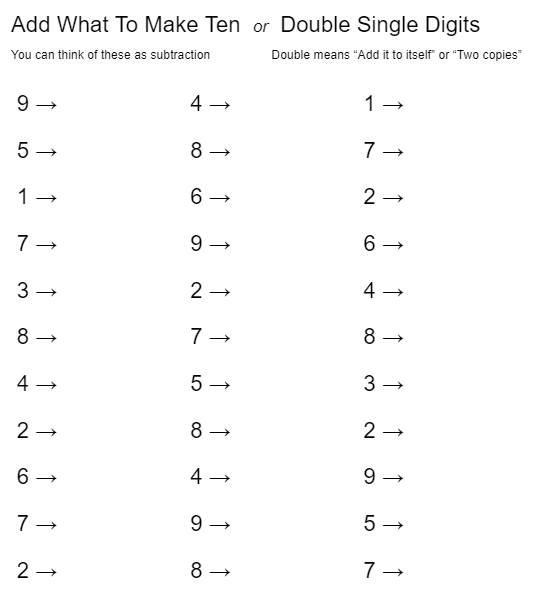 Add What To Make Ten or Double Single Digits
You can think of these as subtraction Double means “Add it to itself” or “Two copies”
9 → 4 → 1 →
5 → 8 → 7 →
1 → 6 → 2 →
7 → 9 → 6 →
3 → 2 → 4 →
8 → 7 → 8 →
4 → 5 → 3 →
2 → 8 → 2 →
6 → 4 → 9 →
7 → 9 → 5 →
2 → 8 → 7 →